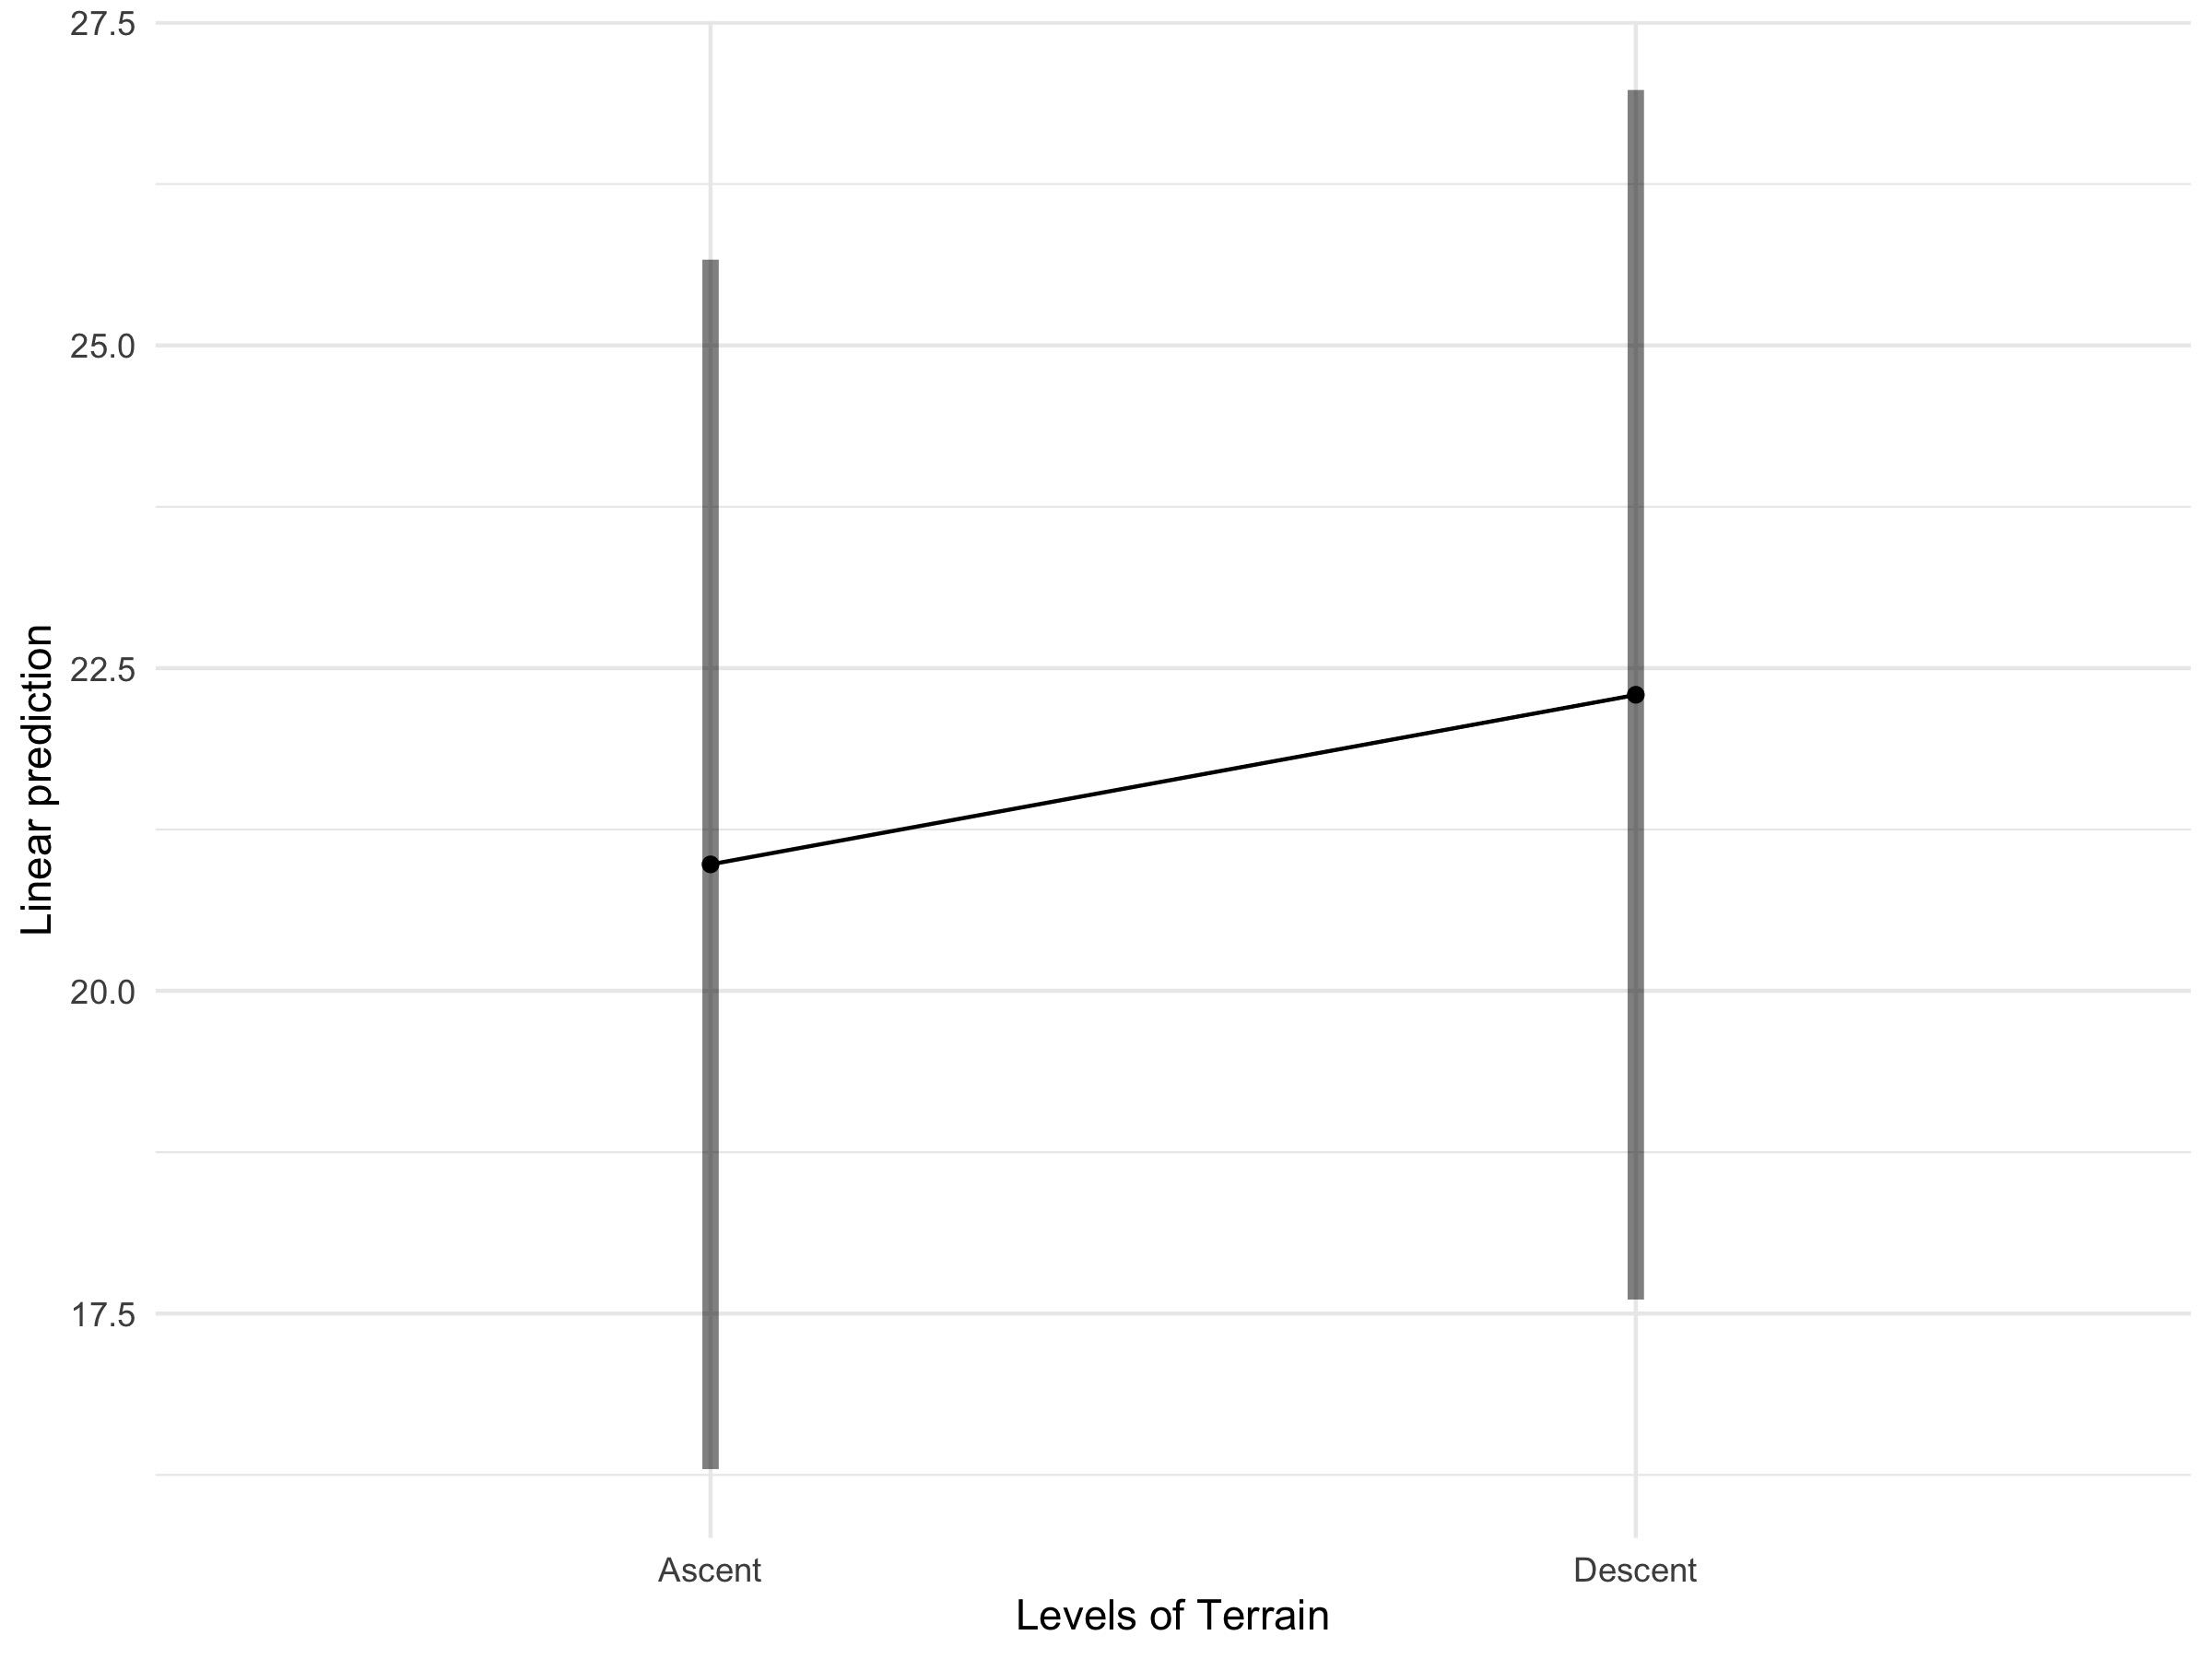 27.5
25.0
22.5
20.0
17.5
Linear prediction
Ascent
Descent
Levels of Terrain